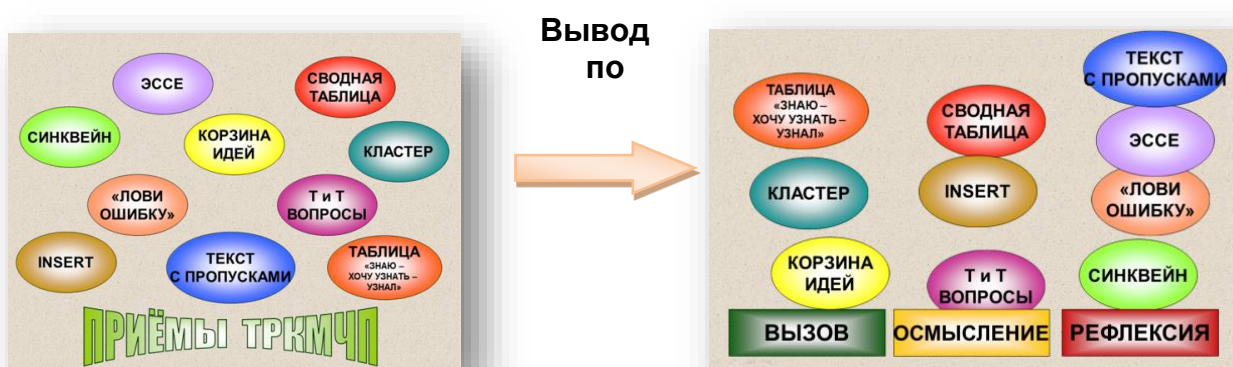 Вывод
по
ЭССЕ
СВОДНАЯ
ТАБЛИЦА
СИНКВЕЙН
КОРЗИНА
ИДЕЙ
КЛАСТЕР
«ЛОВИ
ОШИБКУ»
Т и Т
ВОПРОСЫ
INSERT
ТЕКСТ
С ПРОПУСКАМИ
ТАБЛИЦА
«ЗНАЮ –
ХОЧУ УЗНАТЬ –
УЗНАЛ»
ПРИЁМЫ ТРКМЧП
ТАБЛИЦА
«ЗНАЮ –
ХОЧУ УЗНАТЬ –
УЗНАЛ»
КЛАСТЕР
КОРЗИНА
ИДЕЙ
ВЫЗОВ
СВОДНАЯ
ТАБЛИЦА
INSERT
Т и Т
ВОПРОСЫ
ОСМЫСЛЕНИЕ
ТЕКСТ
С ПРОПУСКАМИ
ЭССЕ
«ЛОВИ
ОШИБКУ»
СИНКВЕЙН
РЕФЛЕКСИЯ